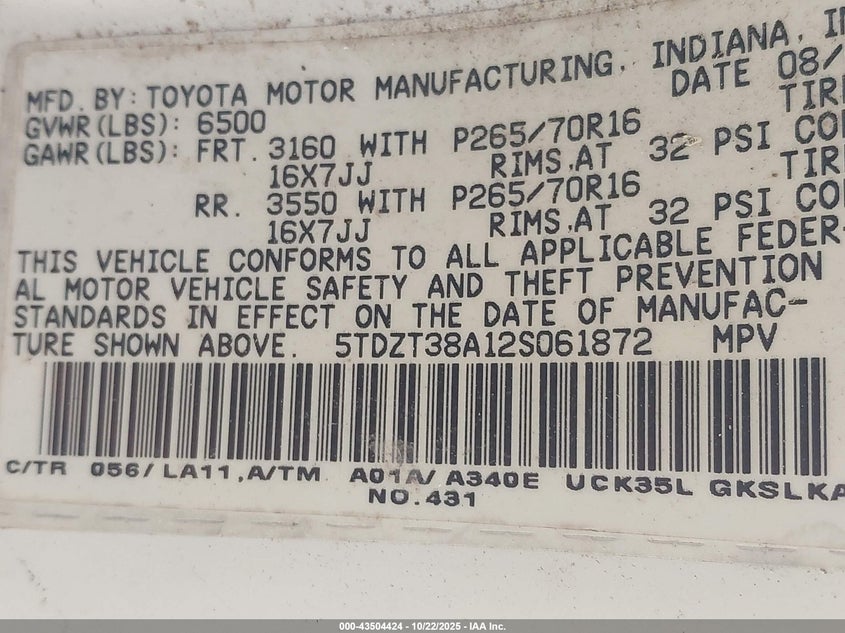 MFD. BY: TOYOTA MOTOR MANUFACTURING, INDIANA,
GVWR(LBS): 6500 DATE 08/
GAWR(LBS): FRT. 3160 WITH P265/70R16
16X7JJ RIMS,AT 32 PSI
RR. 3550 WITH P265/70R16
16X7JJ RIMS,AT 32 PSI
THIS VEHICLE CONFORMS TO ALL APPLICABLE FEDER-
AL MOTOR VEHICLE SAFETY AND THEFT PREVENTION
STANDARDS IN EFFECT ON THE DATE OF MANUFAC-
TURE SHOWN ABOVE. 5TDZT38A12S061872 MPV
C/TR 056/LA11,A/TM A01A/A340E UCK35L GKSLKA
NO.431
000-43504424 - 10/22/2025 - IAA Inc.